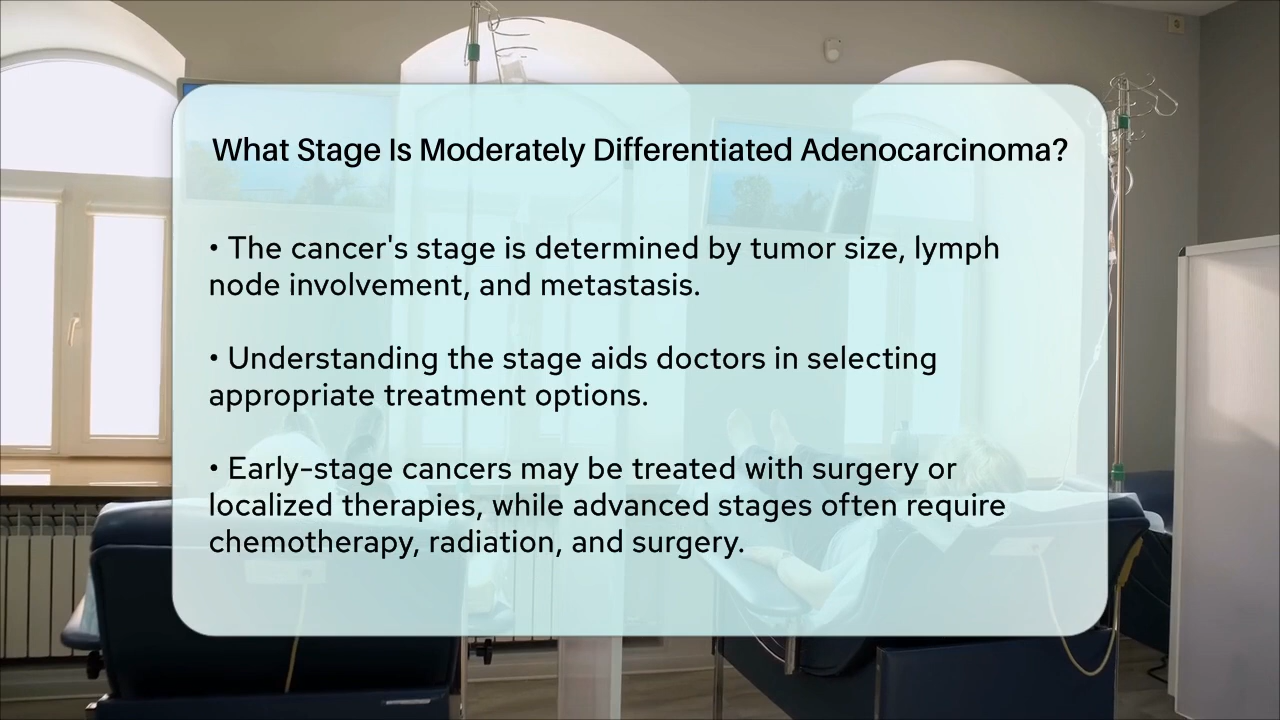 What Stage Is Moderately Differentiated Adenocarcinoma?
• The cancer's stage is determined by tumor size, lymph
node involvement, and metastasis.
• Understanding the stage aids doctors in selecting
appropriate treatment options.
• Early-stage cancers may be treated with surgery or
localized therapies, while advanced stages often require
chemotherapy, radiation, and surgery.